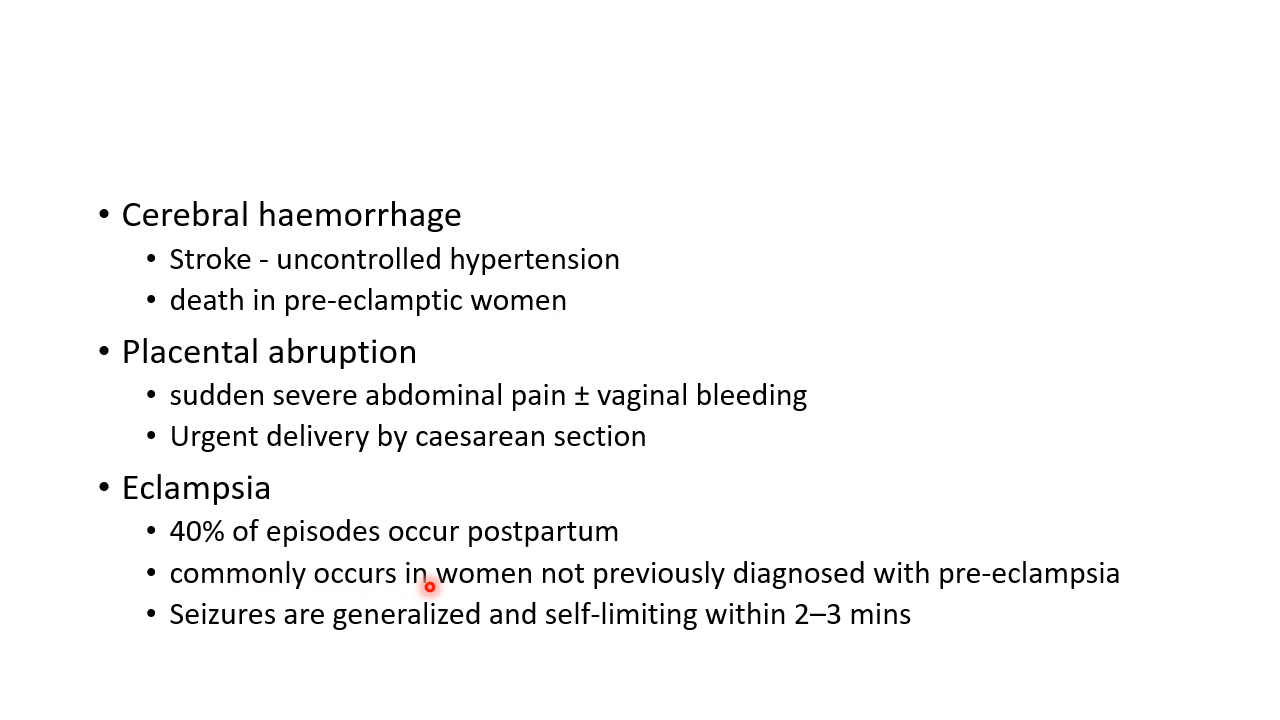 • Cerebral haemorrhage
• Stroke - uncontrolled hypertension
• death in pre-eclamptic women
• Placental abruption
• sudden severe abdominal pain ± vaginal bleeding
• Urgent delivery by caesarean section
• Eclampsia
• 40% of episodes occur postpartum
• commonly occurs in women not previously diagnosed with pre-eclampsia
• Seizures are generalized and self-limiting within 2–3 mins